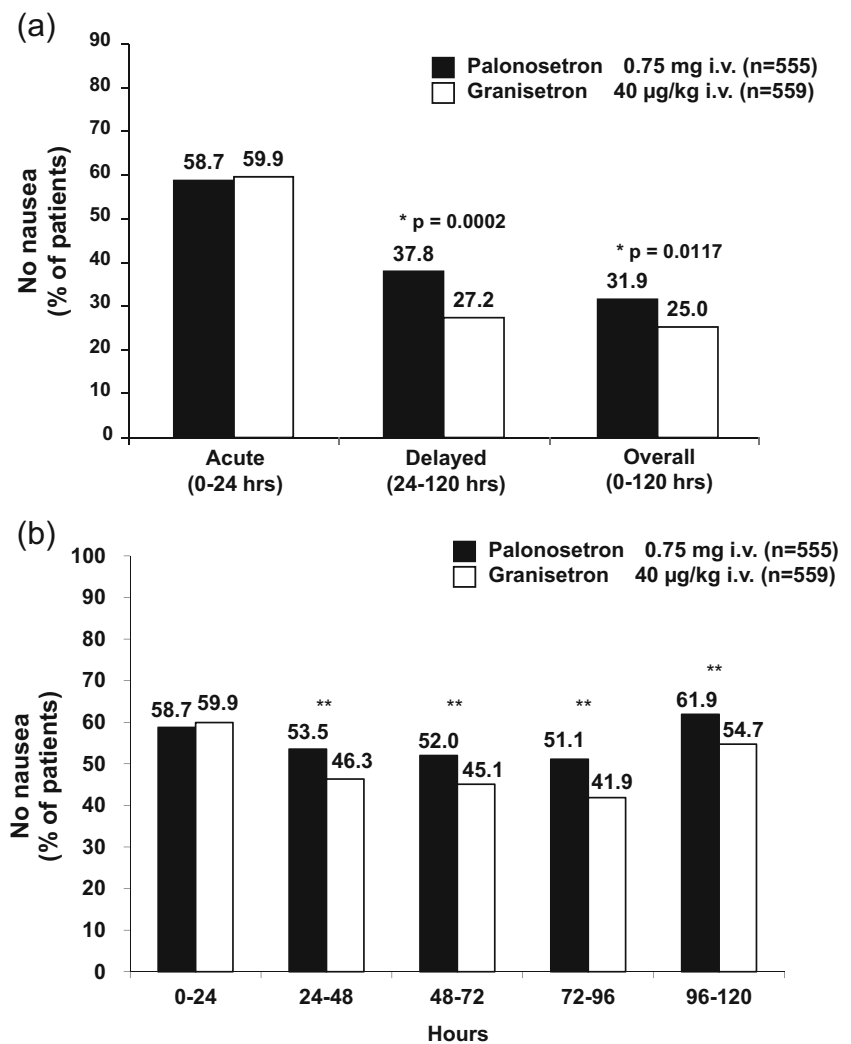 (a)
90
80
70
60
50
40
30
20
10
0
No nausea
(% of patients)
Palonosetron 0.75 mg i.v. (n=555)
Granisetron 40 µg/kg i.v. (n=559)
58.7 59.9
* p = 0.0002
37.8
27.2
* p = 0.0117
31.9
25.0
Acute
(0-24 hrs)
Delayed
(24-120 hrs)
Overall
(0-120 hrs)
(b)
100
90
80
70
60
50
40
30
20
10
0
No nausea
(% of patients)
Palonosetron 0.75 mg i.v. (n=555)
Granisetron 40 µg/kg i.v. (n=559)
58.7 59.9
**
53.5
46.3
**
52.0
45.1
**
51.1
41.9
**
61.9
54.7
0-24 24-48 48-72 72-96 96-120
Hours